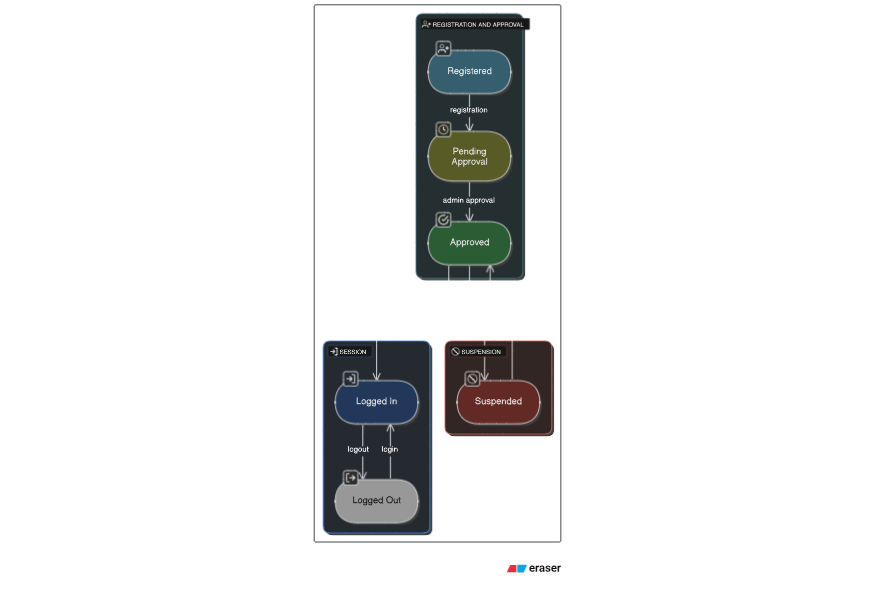 REGISTRATION AND APPROVAL
Registered
registration
Pending
Approval
admin approval
Approved
SESSION
SUSPENSION
Logged In
Suspended
logout
login
Logged Out
eraser